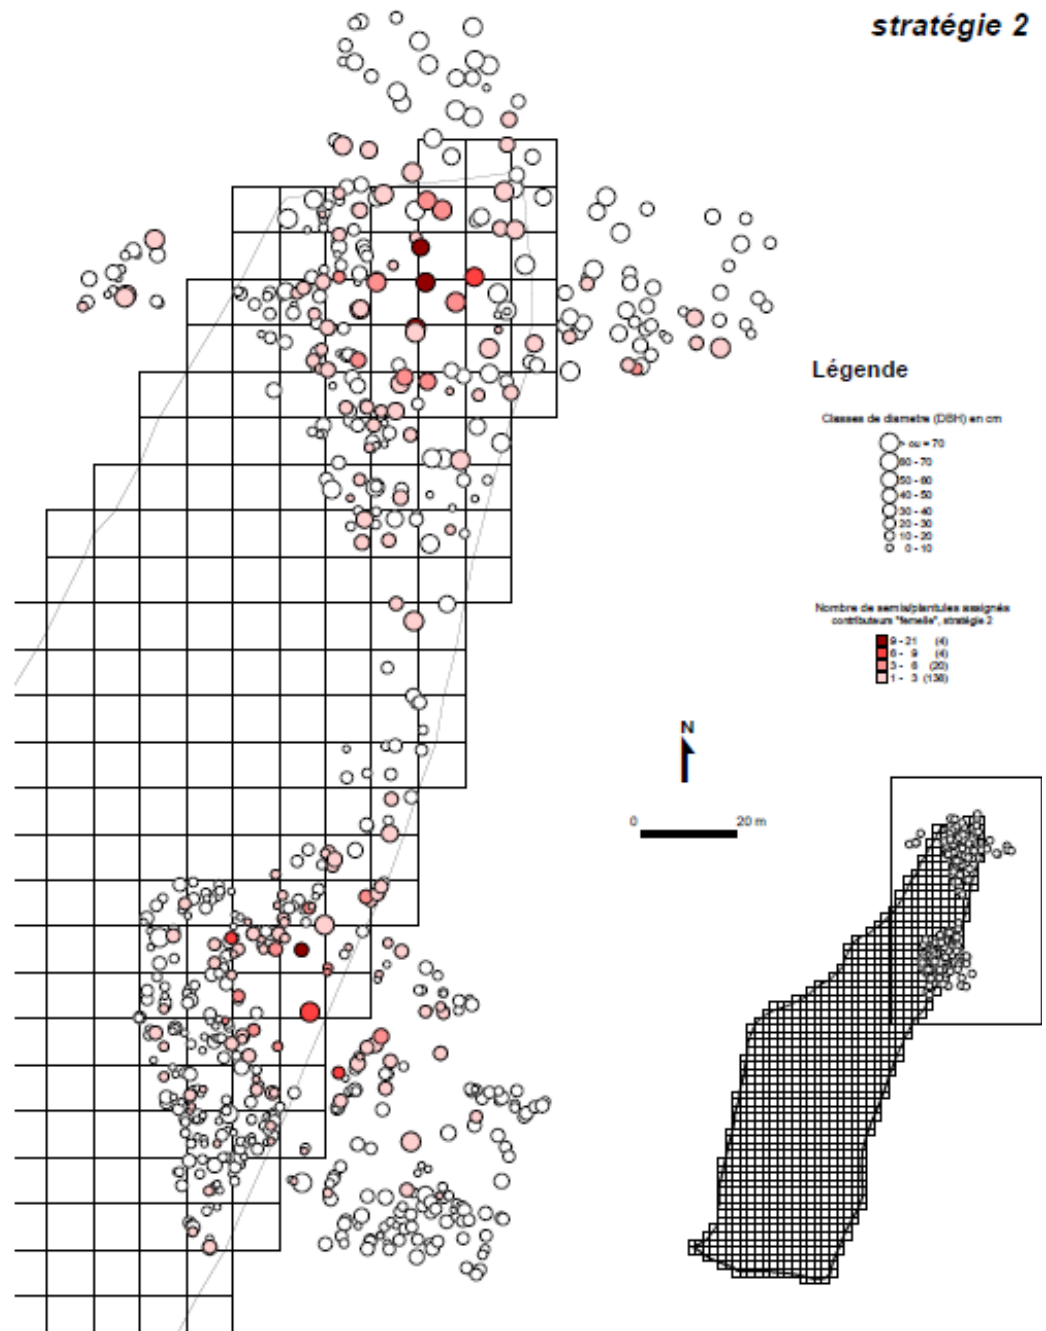 stratégie 2
Légende
Classes de diametre (DBH) en cm
> ou = 70
60 - 70
50 - 60
40 - 50
30 - 40
20 - 30
10 - 20
0 - 10
Nombre de semis/plantules assignés
contributeurs "femelle", stratégie 2
9 - 21 (4)
6 - 9 (4)
3 - 6 (20)
1 - 3 (138)
N
0 20 m